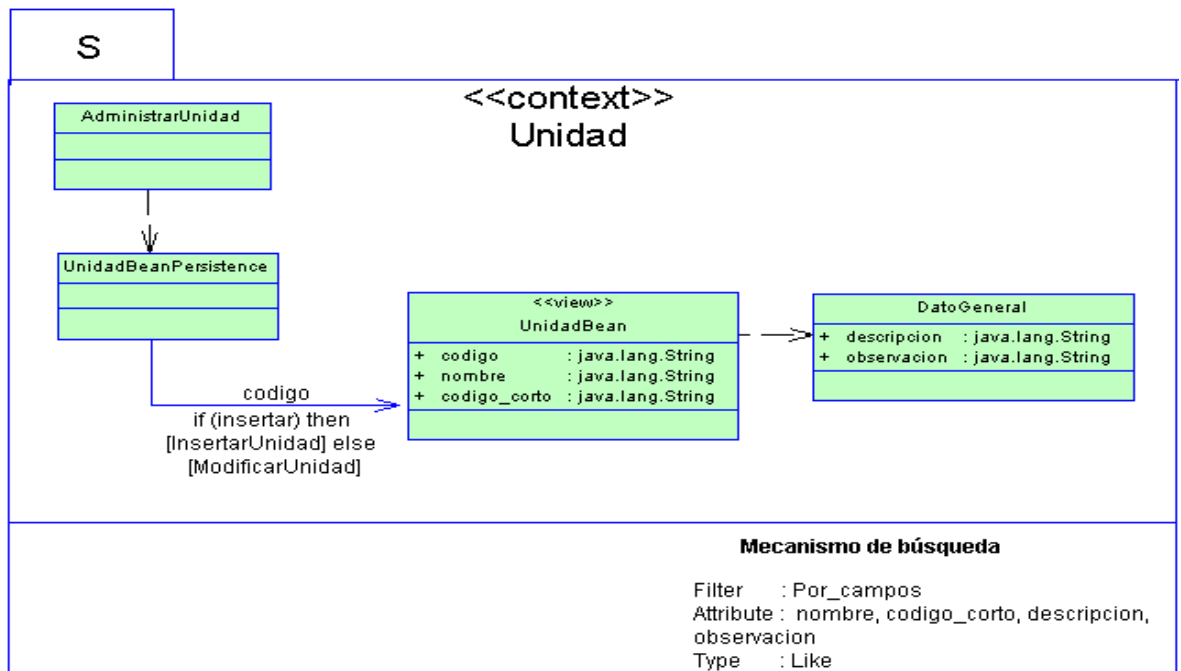 S
<<context>>
Unidad
AdministrarUnidad
UnidadBeanPersistence
codigo
if (insertar) then
[InsertarUnidad] else
[ModificarUnidad]
<<view>>
UnidadBean
+ codigo : java.lang.String
+ nombre : java.lang.String
+ codigo_corto : java.lang.String
DatoGeneral
+ descripcion : java.lang.String
+ observacion : java.lang.String
Mecanismo de búsqueda
Filter : Por_campos
Attribute : nombre, codigo_corto, descripcion,
observacion
Type : Like